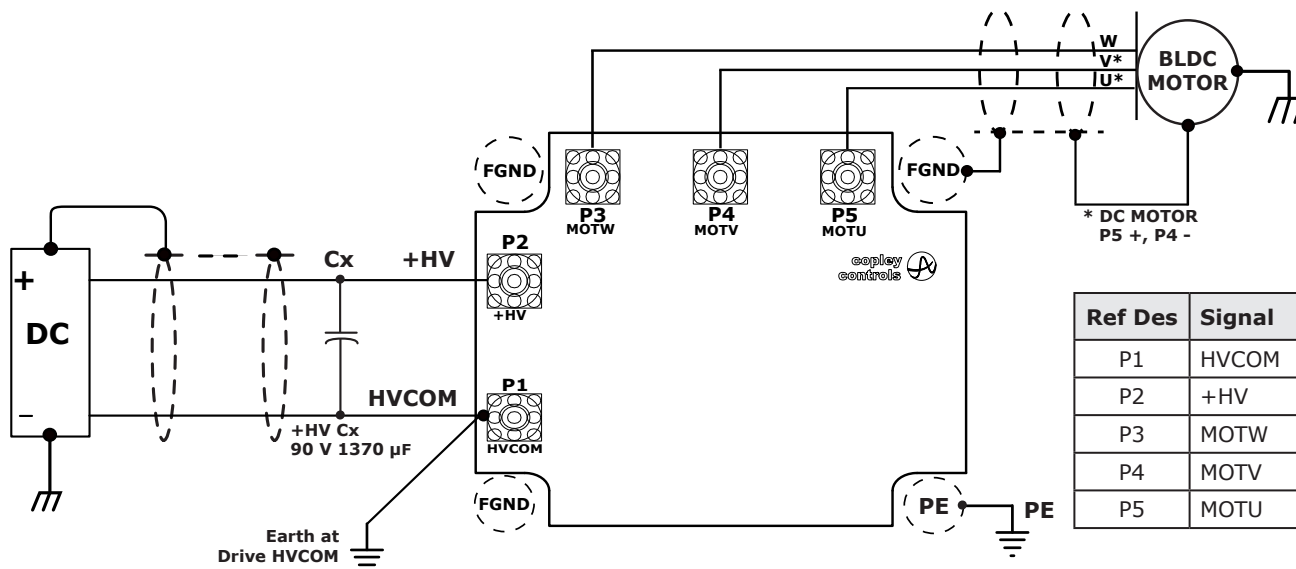 W
V*
U*
BLDC
MOTOR
FGND
FGND
P3
MOTW
P4
MOTV
P5
MOTU
* DC MOTOR
P5 +, P4 -
copley
controls
Cx
+HV
P2
+HV
+
DC
–
HVCOM
P1
HVCOM
+HV Cx
90 V 1370 µF
FGND
PE
PE
Earth at
Drive HVCOM
Ref Des Signal
P1 HVCOM
P2 +HV
P3 MOTW
P4 MOTV
P5 MOTU